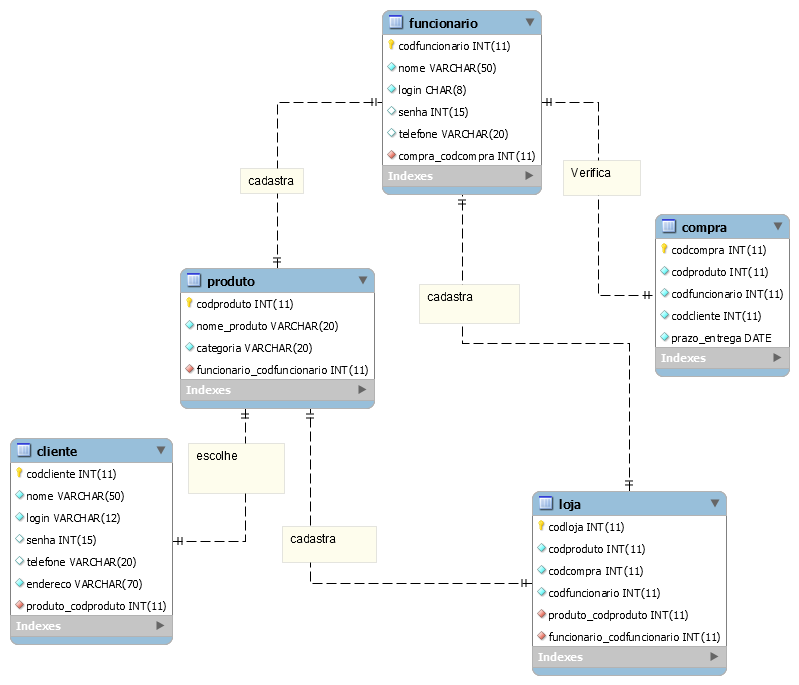 funcionario
codfuncionario INT(11)
nome VARCHAR(50)
login CHAR(8)
senha INT(15)
telefone VARCHAR(20)
compra_codcompra INT(11)
Indexes
cadastra
Verifica
compra
codcompra INT(11)
codproduto INT(11)
codfuncionario INT(11)
codcliente INT(11)
prazo_entrega DATE
Indexes
produto
codproduto INT(11)
nome_produto VARCHAR(20)
categoria VARCHAR(20)
funcionario_codfuncionario INT(11)
Indexes
cadastra
cliente
codcliente INT(11)
nome VARCHAR(50)
login VARCHAR(12)
senha INT(15)
telefone VARCHAR(20)
endereco VARCHAR(70)
produto_codproduto INT(11)
Indexes
escolhe
cadastra
loja
codloja INT(11)
codproduto INT(11)
codcompra INT(11)
codfuncionario INT(11)
produto_codproduto INT(11)
funcionario_codfuncionario INT(11)
Indexes